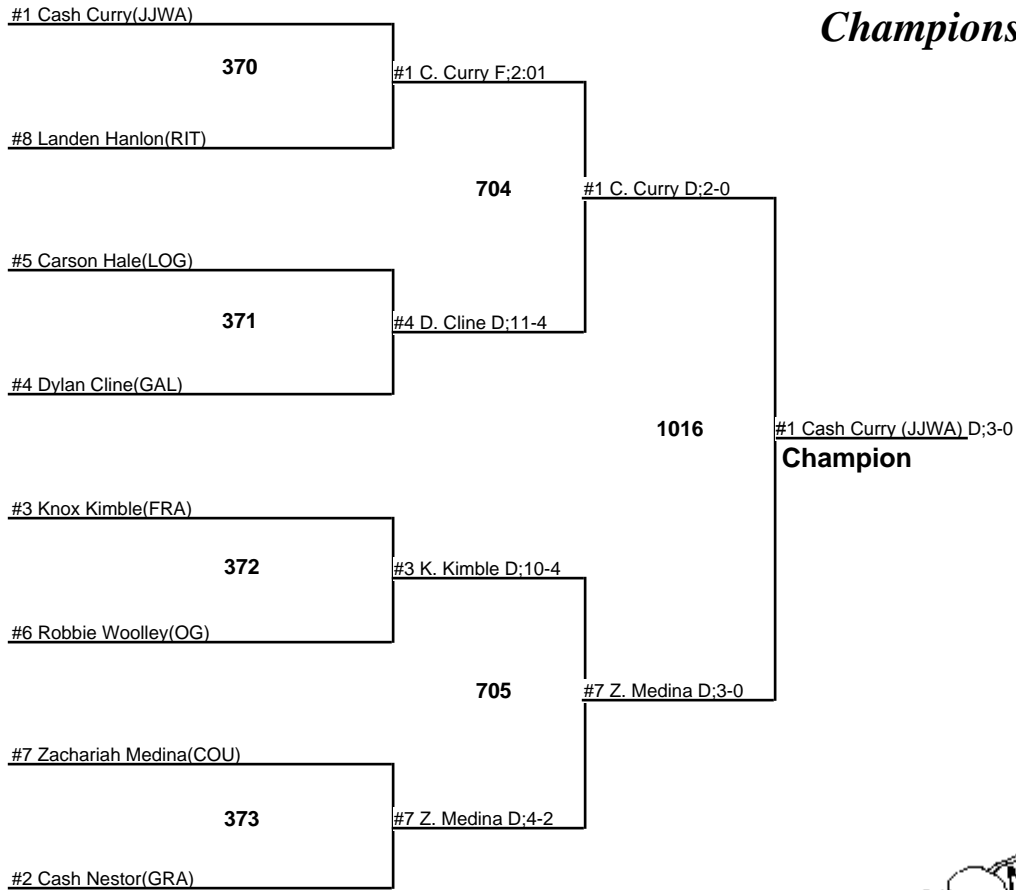 #1 Cash Curry(JJWA)
Champions
370
#1 C. Curry F;2:01
#8 Landen Hanlon(RIT)
704
#1 C. Curry D;2-0
#5 Carson Hale(LOG)
371
#4 D. Cline D;11-4
#4 Dylan Cline(GAL)
1016
#1 Cash Curry (JJWA) D;3-0
Champion
#3 Knox Kimble(FRA)
372
#3 K. Kimble D;10-4
#6 Robbie Woolley(OG)
705
#7 Z. Medina D;3-0
#7 Zachariah Medina(COU)
373
#7 Z. Medina D;4-2
#2 Cash Nestor(GRA)